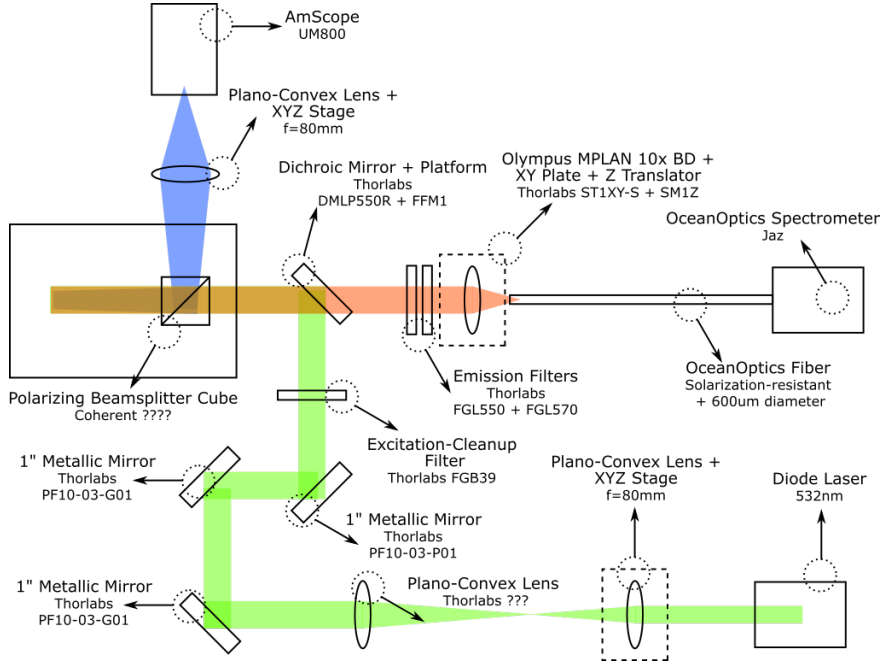 AmScope
UM800
Plano-Convex Lens +
XYZ Stage
f=80mm
Dichroic Mirror + Platform
Thorlabs
DMLP550R + FFM1
Olympus MPLAN 10x BD +
XY Plate + Z Translator
Thorlabs ST1XY-S + SM1Z
OceanOptics Spectrometer
Jaz
Polarizing Beamsplitter Cube
Coherent ????
Emission Filters
Thorlabs
FGL550 + FGL570
OceanOptics Fiber
Solarization-resistant
+ 600um diameter
Excitation-Cleanup
Filter
Thorlabs FGB39
1" Metallic Mirror
Thorlabs
PF10-03-G01
1" Metallic Mirror
Thorlabs
PF10-03-P01
Plano-Convex Lens +
XYZ Stage
f=80mm
Diode Laser
532nm
1" Metallic Mirror
Thorlabs
PF10-03-G01
Plano-Convex Lens
Thorlabs ???